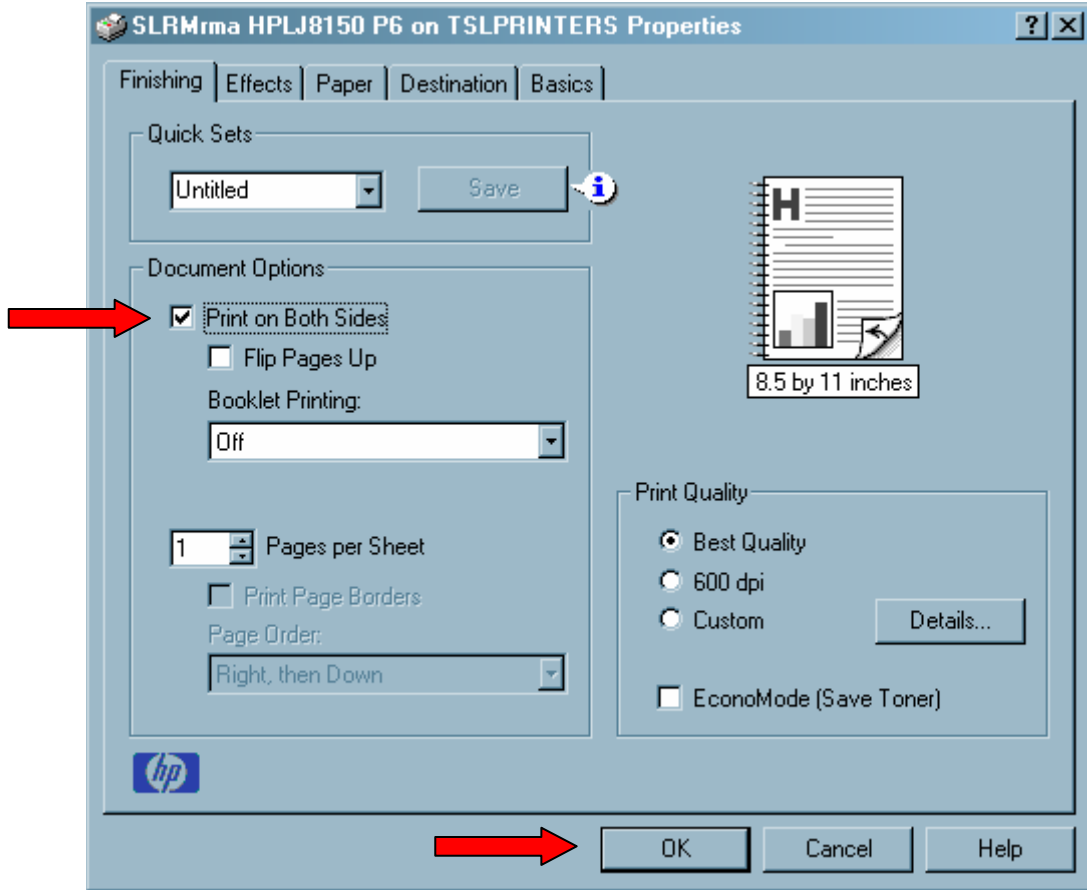 SLRMrma HPLJ8150 P6 on TSLPRINTERS Properties
Finishing Effects Paper Destination Basics
Quick Sets
Untitled Save
H
8.5 by 11 inches
Document Options
Print on Both Sides
Flip Pages Up
Booklet Printing:
Off
1 Pages per Sheet
Print Page Borders
Page Order:
Right, then Down
Print Quality
Best Quality
600 dpi
Custom Details...
EconoMode (Save Toner)
hp
OK Cancel Help